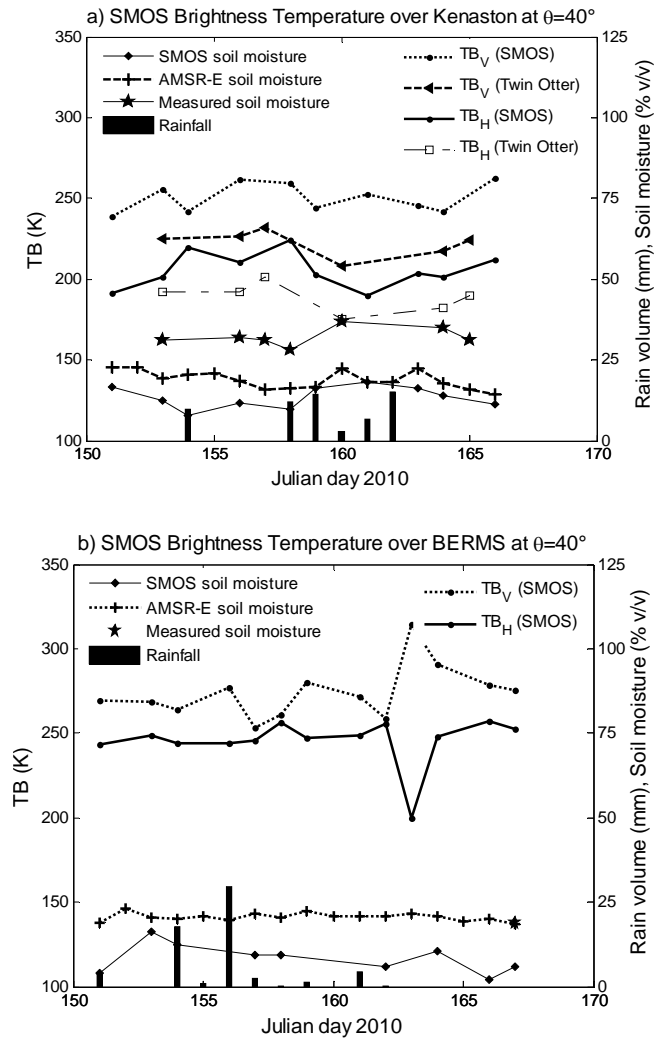 a) SMOS Brightness Temperature over Kenaston at θ=40°
SMOS soil moisture
AMSR-E soil moisture
Measured soil moisture
Rainfall
TB_V (SMOS)
TB_V (Twin Otter)
TB_H (SMOS)
TB_H (Twin Otter)
TB (K)
350
300
250
200
150
100
125
100
75
50
25
0
Rain volume (mm), Soil moisture (% v/v)
150 155 160 165 170
Julian day 2010
b) SMOS Brightness Temperature over BERMS at θ=40°
SMOS soil moisture
AMSR-E soil moisture
Measured soil moisture
Rainfall
TB_V (SMOS)
TB_H (SMOS)
TB (K)
350
300
250
200
150
100
125
100
75
50
25
0
Rain volume (mm), Soil moisture (% v/v)
150 155 160 165 170
Julian day 2010